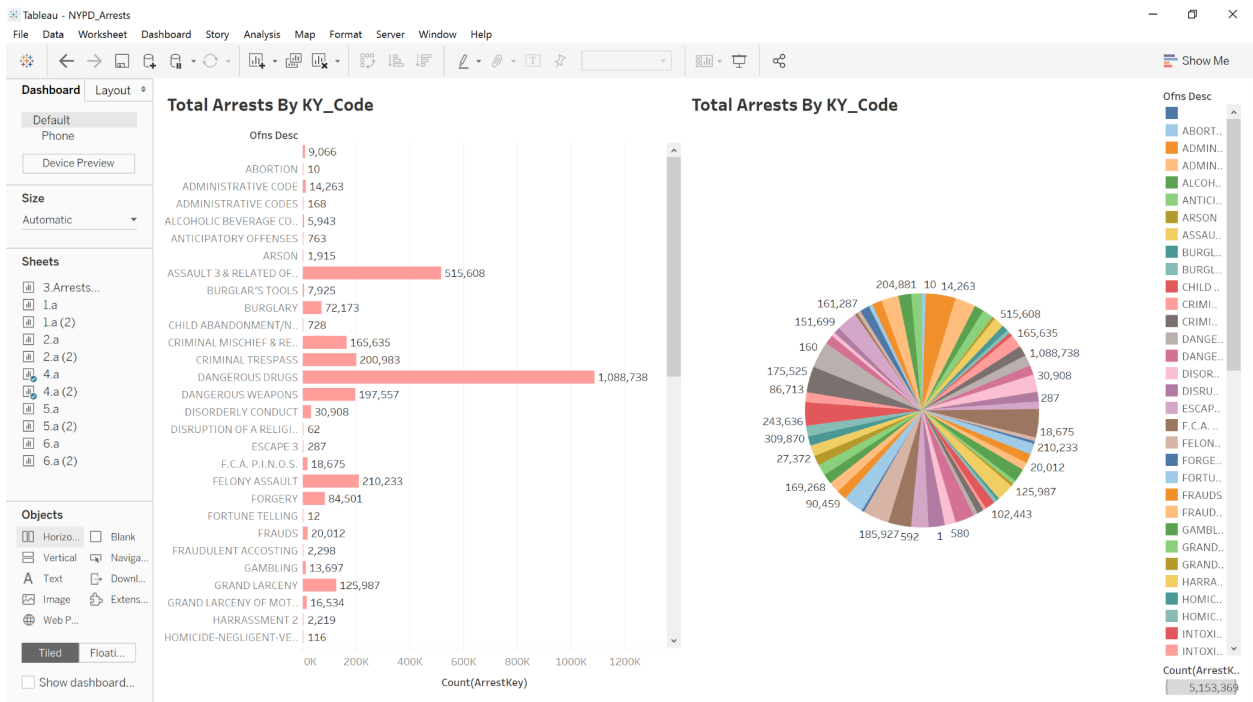 Tableau - NYPD_Arrests
File Data Worksheet Dashboard Story Analysis Map Format Server Window Help
Show Me
Dashboard Layout
Default
Phone
Device Preview
Size
Automatic
Sheets
3.Arrests...
1.a
1.a (2)
2.a
2.a (2)
4.a
4.a (2)
5.a
5.a (2)
6.a
6.a (2)
Objects
Horizo... Blank
Vertical Naviga...
A Text Downl...
Image Extens...
Web P...
Tiled Floati...
Show dashboard...
Total Arrests By KY_Code
Ofns Desc
9,066
ABORTION 10
ADMINISTRATIVE CODE 14,263
ADMINISTRATIVE CODES 168
ALCOHOLIC BEVERAGE CO.. 5,943
ANTICIPATORY OFFENSES 763
ARSON 1,915
ASSAULT 3 & RELATED OF.. 515,608
BURGLAR'S TOOLS 7,925
BURGLARY 72,173
CHILD ABANDONMENT/N.. 728
CRIMINAL MISCHIEF & RE.. 165,635
CRIMINAL TRESPASS 200,983
DANGEROUS DRUGS 1,088,738
DANGEROUS WEAPONS 197,557
DISORDERLY CONDUCT 30,908
DISRUPTION OF A RELIGI.. 62
ESCAPE 3 287
F.C.A. P.I.N.O.S. 18,675
FELONY ASSAULT 210,233
FORGERY 84,501
FORTUNE TELLING 12
FRAUDS 20,012
FRAUDULENT ACCOSTING 2,298
GAMBLING 13,697
GRAND LARCENY 125,987
GRAND LARCENY OF MOT.. 16,534
HARRASSMENT 2 2,219
HOMICIDE-NEGLIGENT-VE.. 116
0K 200K 400K 600K 800K 1000K 1200K
Count(ArrestKey)
Total Arrests By KY_Code
204,881 10 14,263
161,287 515,608
151,699 165,635
160 1,088,738
175,525 30,908
86,713 287
243,636 18,675
309,870 210,233
27,372 20,012
169,268 125,987
90,459 102,443
185,927 592 1 580
Ofns Desc
ABORT..
ADMIN..
ADMIN..
ALCOH..
ANTICI..
ARSON
ASSAU..
BURGL..
BURGL..
CHILD ..
CRIMI..
CRIMI..
DANGE..
DANGE..
DISOR..
DISRU..
ESCAP..
F.C.A. ..
FELON..
FORGE..
FORTU..
FRAUDS
FRAUD..
GAMBL..
GRAND..
GRAND..
HARRA..
HOMIC..
HOMIC..
INTOXI..
INTOXI..
Count(ArrestK..
5,153,369